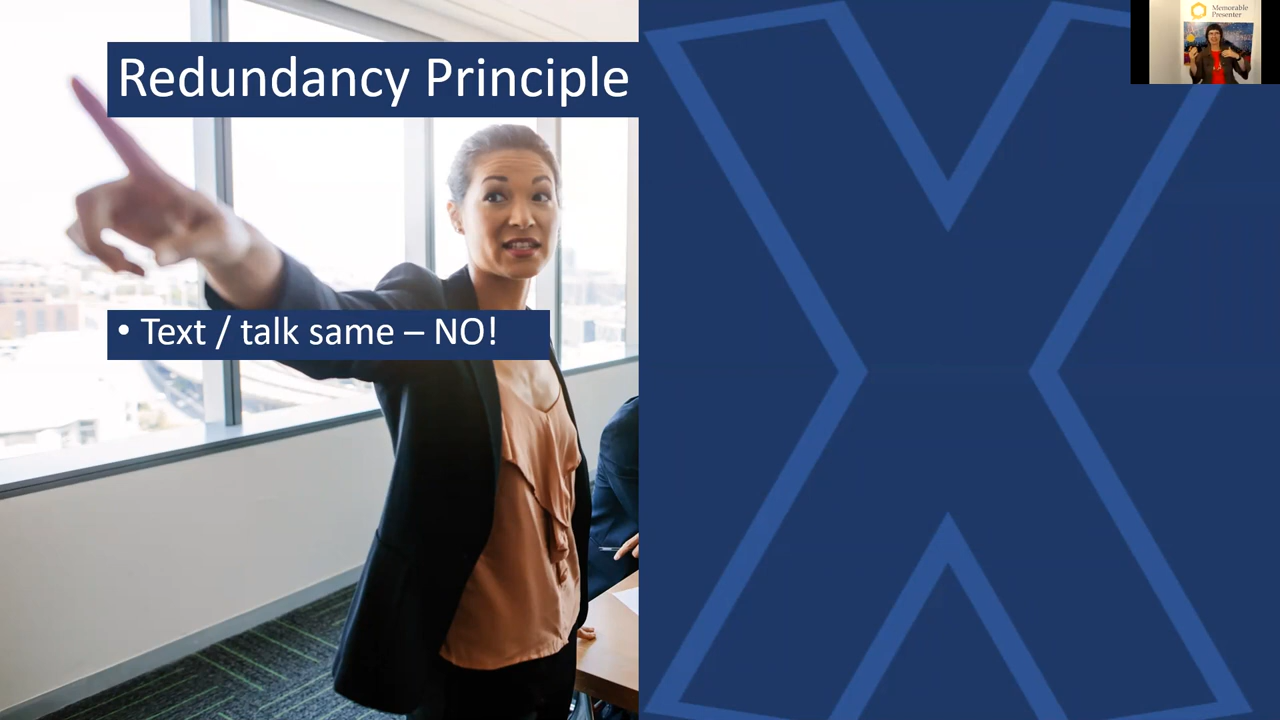 Redundancy Principle
• Text / talk same – NO!
Memorable
Presenter